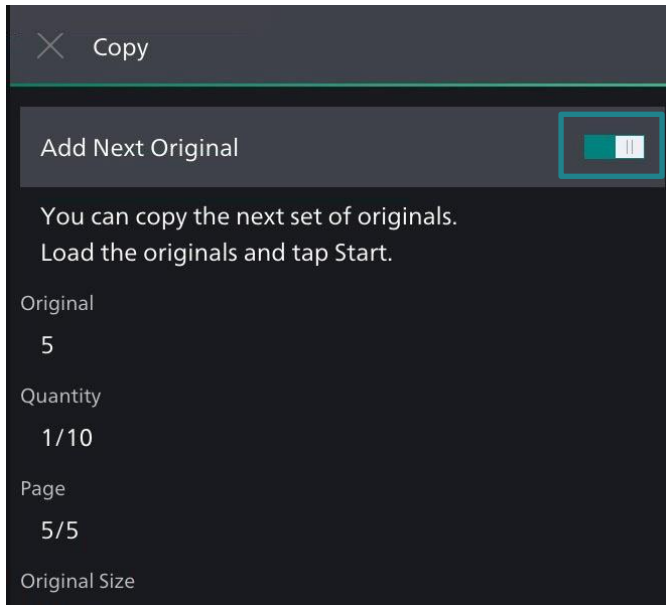 Copy
Add Next Original
You can copy the next set of originals.
Load the originals and tap Start.
Original
5
Quantity
1/10
Page
5/5
Original Size